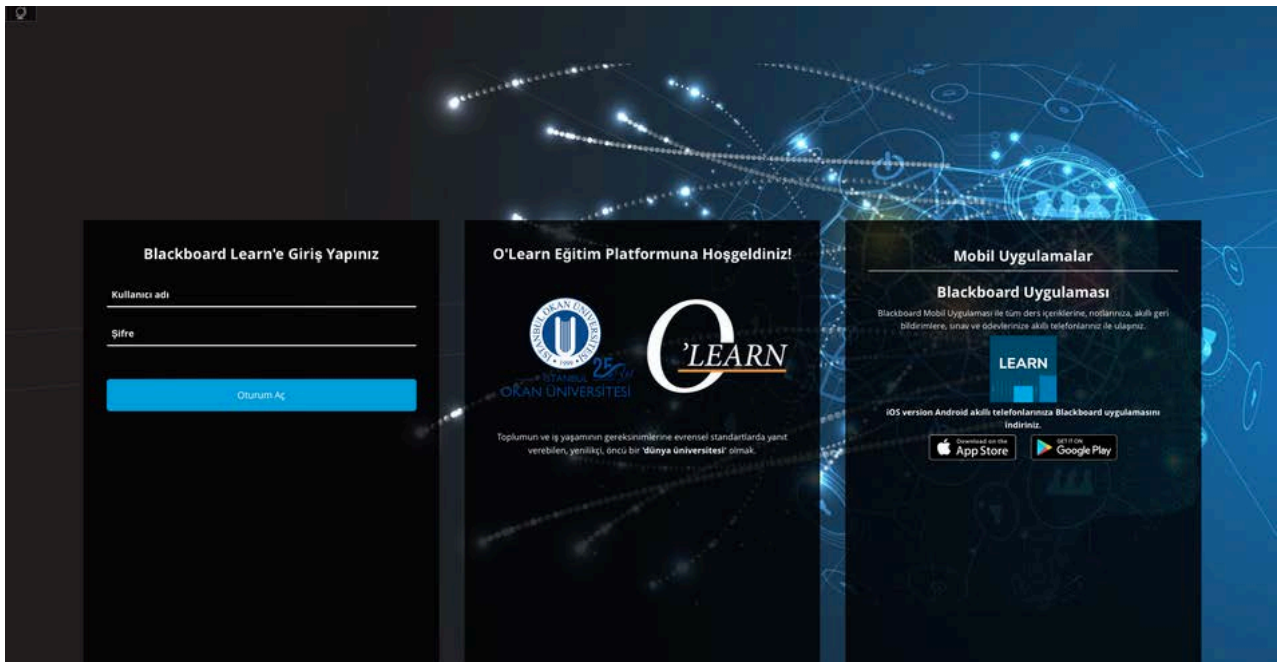 Blackboard Learn'e Giriş Yapınız
Kullanıcı adı
Şifre
Oturum Aç
O'Learn Eğitim Platformuna Hoşgeldiniz!
İSTANBUL OKAN ÜNİVERSİTESİ
1999
25.
İSTANBUL
OKAN ÜNİVERSİTESİ
O'LEARN
Toplumun ve iş yaşamının gereksinimlerine evrensel standartlarda yanıt
verebilen, yenilikçi, öncü bir 'dünya üniversitesi' olmak.
Mobil Uygulamalar
Blackboard Uygulaması
Blackboard Mobil Uygulaması ile tüm ders içeriklerine, notlarınıza, akıllı geri
bildirimlere, sınav ve ödevlerinize akıllı telefonlarınız ile ulaşınız.
LEARN
iOS version Android akıllı telefonlarınıza Blackboard uygulamasını
indiriniz.
Download on the
App Store
GET IT ON
Google Play